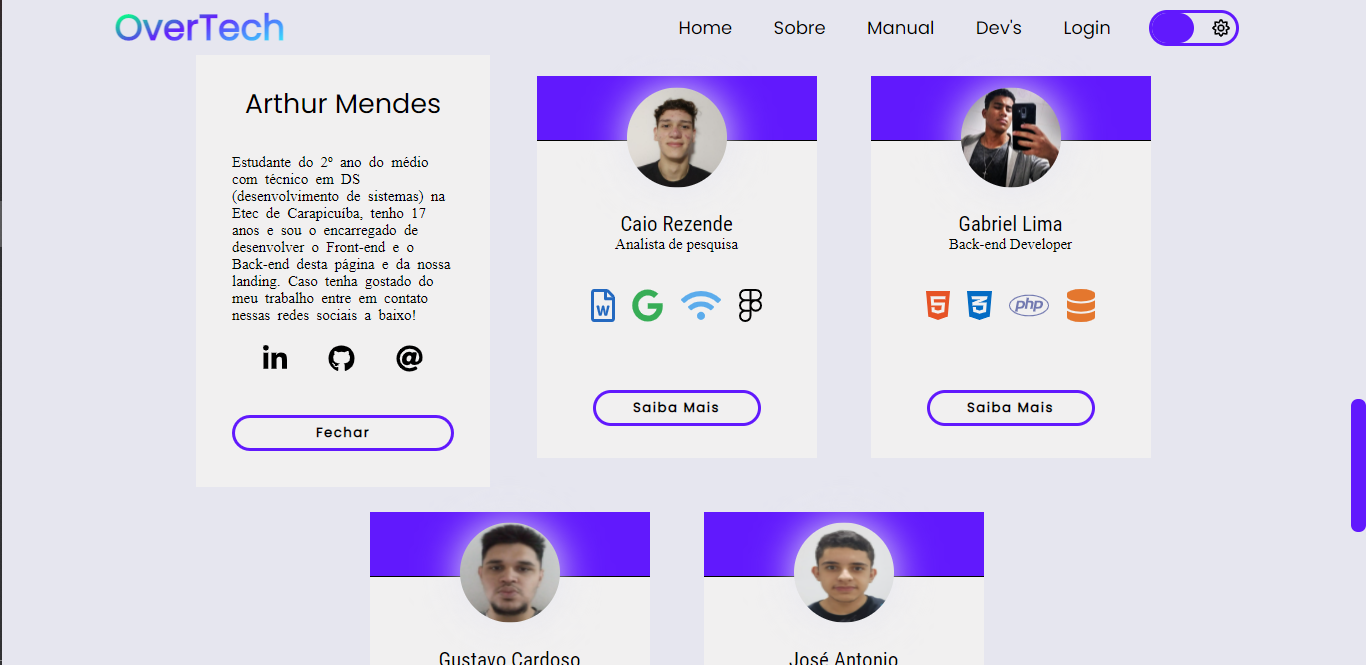 OverTech
Home
Sobre
Manual
Dev's
Login
Arthur Mendes
Estudante do 2º ano do médio
com técnico em DS
(desenvolvimento de sistemas) na
Etec de Carapicuíba, tenho 17
anos e sou o encarregado de
desenvolver o Front-end e o
Back-end desta página e da nossa
landing. Caso tenha gostado do
meu trabalho entre em contato
nessas redes sociais a baixo!
in
@
Fechar
Caio Rezende
Analista de pesquisa
W
G
Saiba Mais
Gabriel Lima
Back-end Developer
5
3
php
Saiba Mais
Gustavo Cardoso
José Antonio